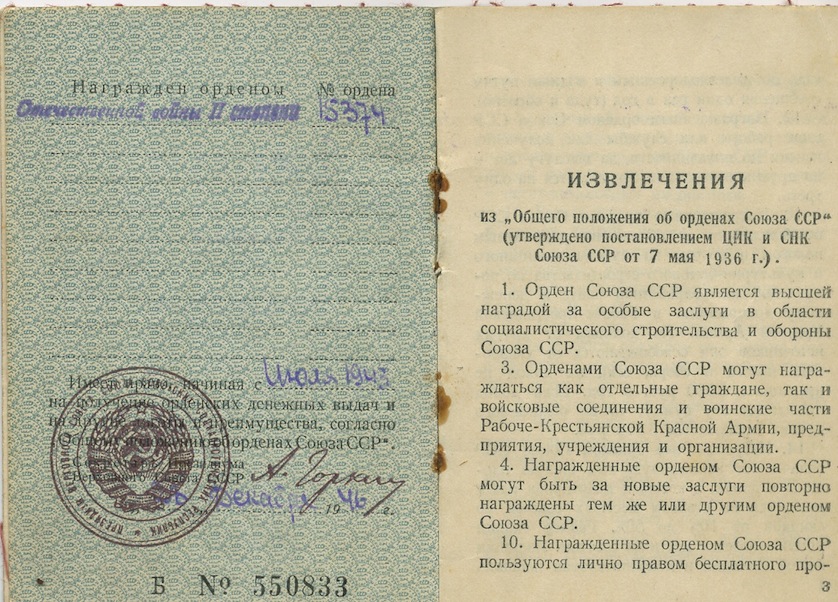 Награжден орденом № ордена
Отечественной войны II степени 15374
Имеет право, начиная с Июля 1943
на получение орденских денежных выдач и
на другие льготы и преимущества, согласно
„Общего положения об орденах Союза ССР“.
Секретарь Президиума
Верховного Совета СССР А. Горкин
Декабря 1946 г.
Б № 550833
ИЗВЛЕЧЕНИЯ
из „Общего положения об орденах Союза ССР“
(утверждено постановлением ЦИК и СНК
Союза ССР от 7 мая 1936 г.).
1. Орден Союза ССР является высшей
наградой за особые заслуги в области
социалистического строительства и обороны
Союза ССР.
3. Орденами Союза ССР могут награ-
ждаться как отдельные граждане, так и
войсковые соединения и воинские части
Рабоче-Крестьянской Красной Армии, пред-
приятия, учреждения и организации.
4. Награжденные орденом Союза ССР
могут быть за новые заслуги повторно
награждены тем же или другим орденом
Союза ССР.
10. Награжденные орденом Союза ССР
пользуются лично правом бесплатного про-
3